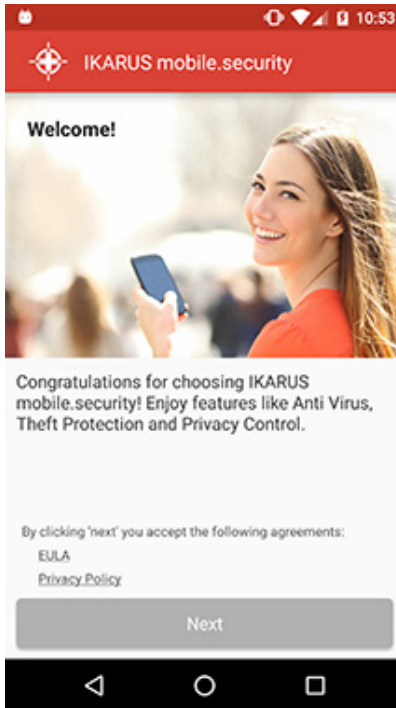 10:53
IKARUS mobile.security
Welcome!
Congratulations for choosing IKARUS
mobile.security! Enjoy features like Anti Virus,
Theft Protection and Privacy Control.
By clicking 'next' you accept the following agreements:
EULA
Privacy Policy
Next